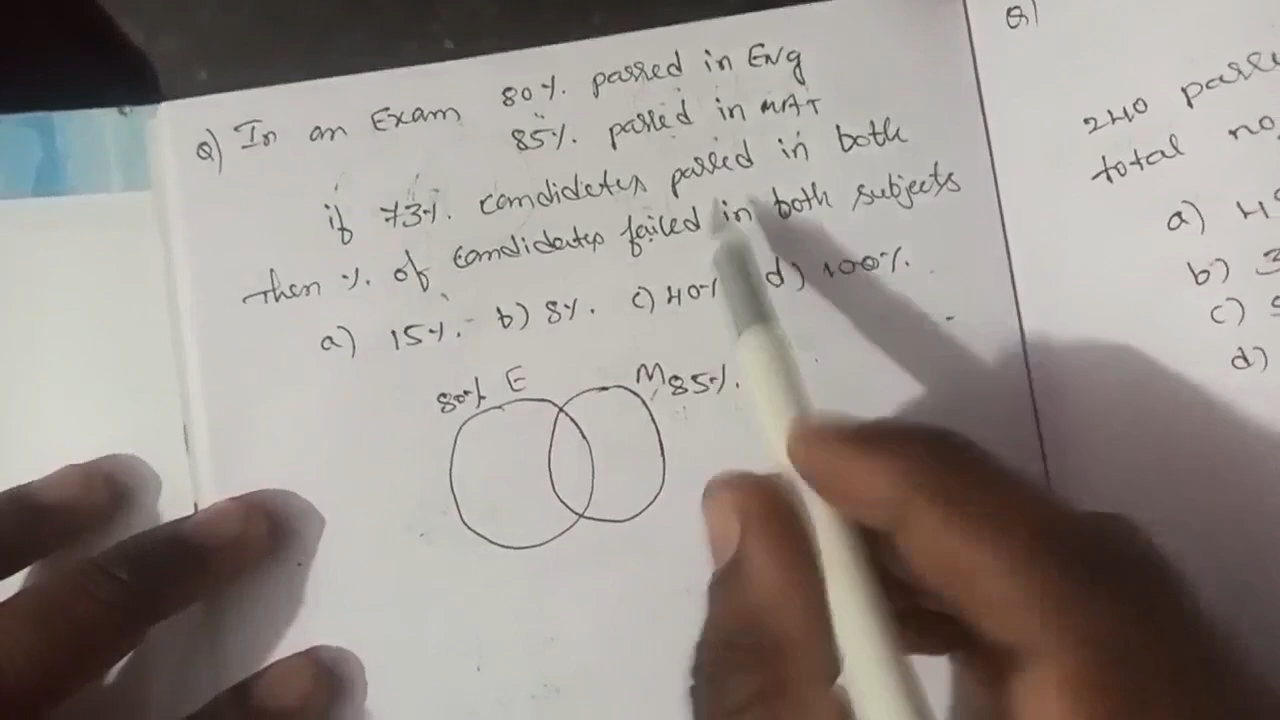 Q) In an Exam 80%. passed in ENg
85%. passed in MAT
if 73%. candidates passed in both
then %. of candidates failed in both subjects
a) 15%. b) 8%. c) 40% d) 100%.
80% E M 85%.
Q)
240
total no
a)
b) 3
c)
d)